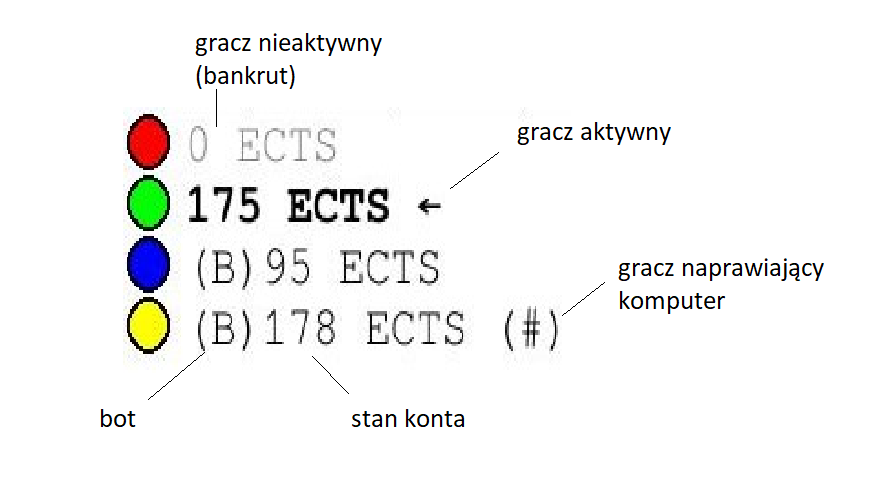 gracz nieaktywny
(bankrut)
0 ECTS
gracz aktywny
175 ECTS ←
(B) 95 ECTS
gracz naprawiający
komputer
(B) 178 ECTS (#)
bot
stan konta